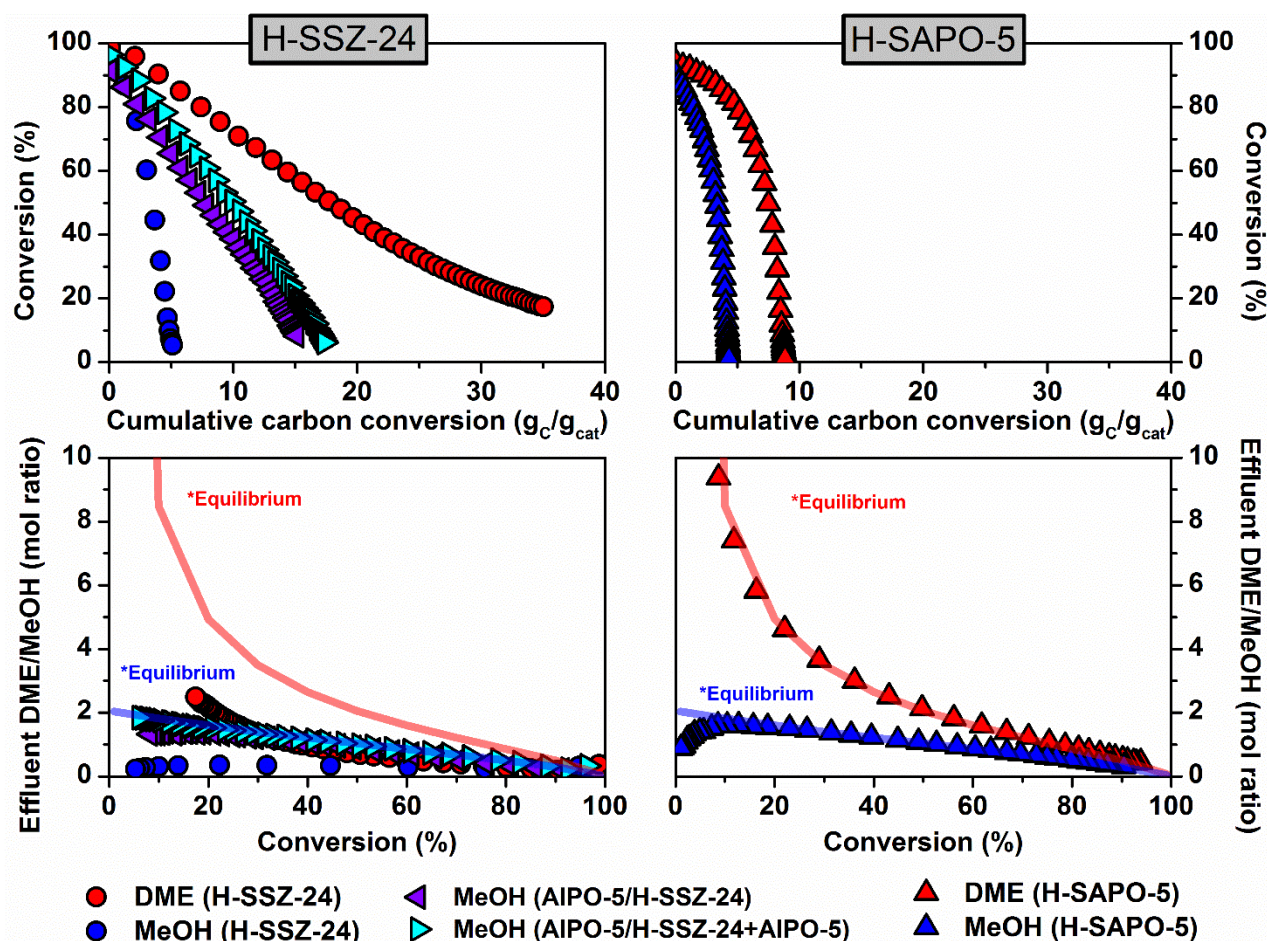 H-SSZ-24
H-SAPO-5
100
80
60
40
20
0
Conversion (%)
0 10 20 30 40
Cumulative carbon conversion (gC/gcat)
100
80
60
40
20
0
Conversion (%)
0 10 20 30 40
Cumulative carbon conversion (gC/gcat)
10
8
6
4
2
0
Effluent DME/MeOH (mol ratio)
*Equilibrium
*Equilibrium
20 40 60 80 100
Conversion (%)
10
8
6
4
2
0
Effluent DME/MeOH (mol ratio)
*Equilibrium
*Equilibrium
0 20 40 60 80 100
Conversion (%)
DME (H-SSZ-24)
MeOH (H-SSZ-24)
MeOH (AlPO-5/H-SSZ-24)
MeOH (AlPO-5/H-SSZ-24+AlPO-5)
DME (H-SAPO-5)
MeOH (H-SAPO-5)